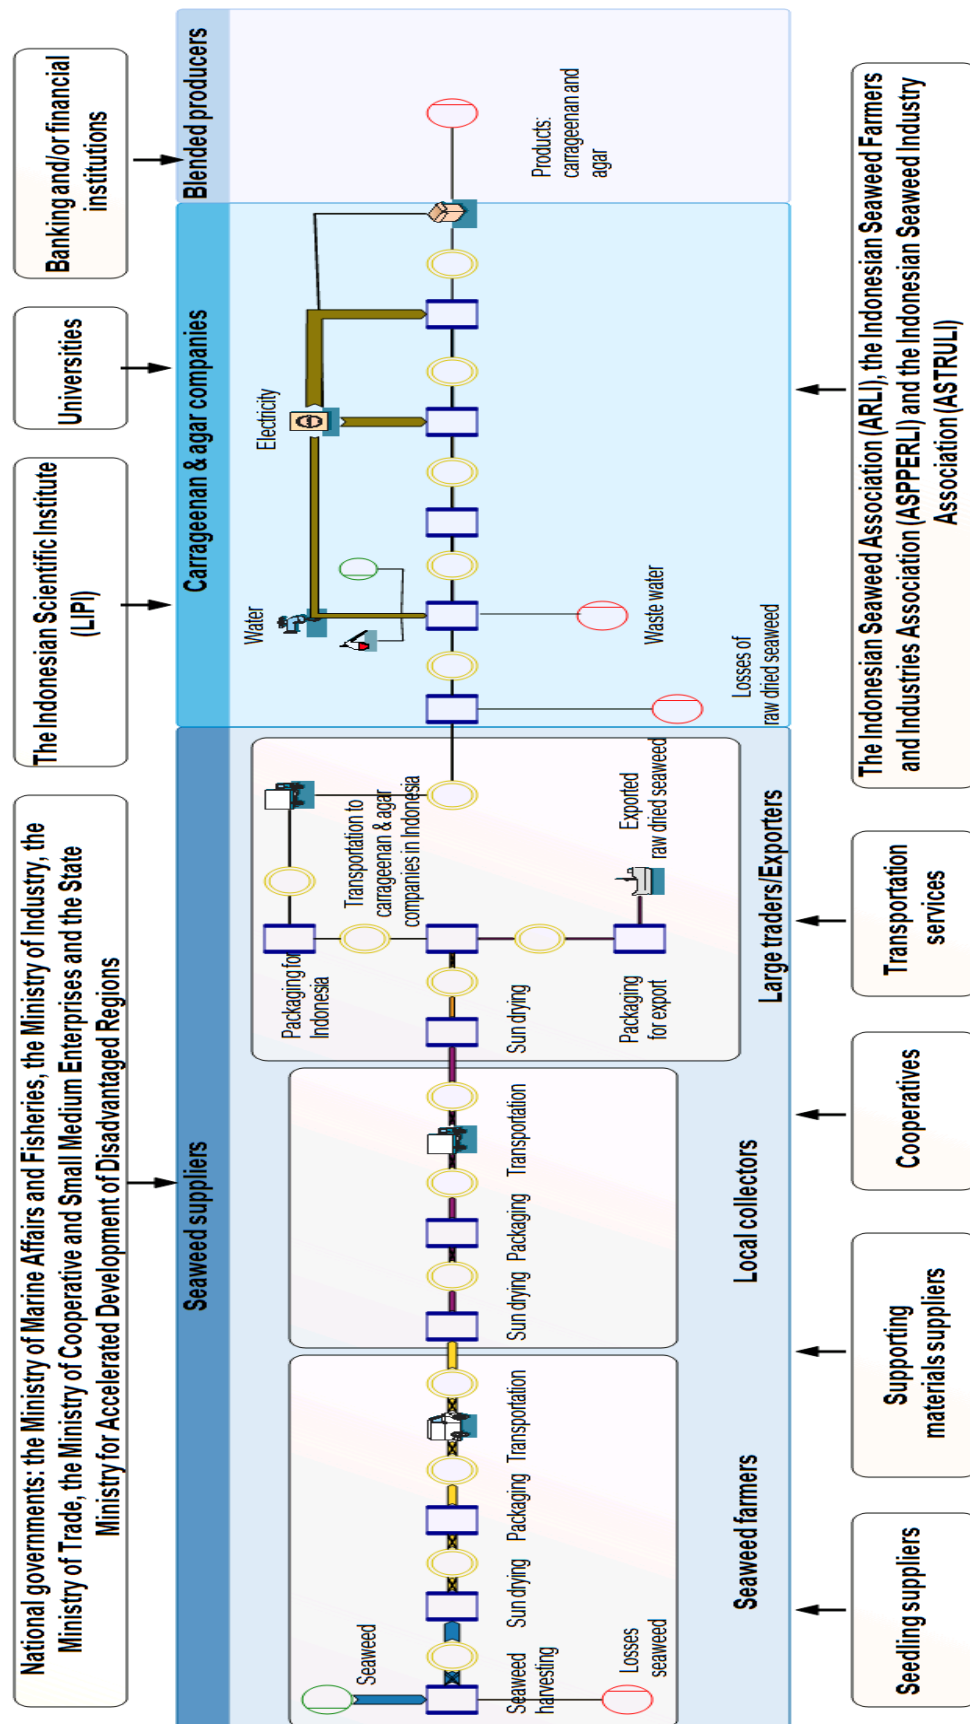 National governments: the Ministry of Marine Affairs and Fisheries, the Ministry of Industry, the
Ministry of Trade, the Ministry of Cooperative and Small Medium Enterprises and the State
Ministry for Accelerated Development of Disadvantaged Regions
The Indonesian Scientific Institute
(LIPI)
Universities
Banking and/or financial
institutions
Seaweed suppliers
Carrageenan & agar companies
Blended producers
Seaweed
Seaweed
harvesting
Losses
seaweed
Sun drying
Packaging
Transportation
Seaweed farmers
Sun drying
Packaging
Transportation
Local collectors
Sun drying
Packaging for
Indonesia
Transportation to
carrageenan & agar
companies in Indonesia
Packaging
for export
Exported
raw dried seaweed
Large traders/Exporters
Water
Electricity
Losses of
raw dried seaweed
Waste water
Products:
carrageenan and
agar
Seedling suppliers
Supporting
materials suppliers
Cooperatives
Transportation
services
The Indonesian Seaweed Association (ARLI), the Indonesian Seaweed Farmers
and Industries Association (ASPPERLI) and the Indonesian Seaweed Industry
Association (ASTRULI)